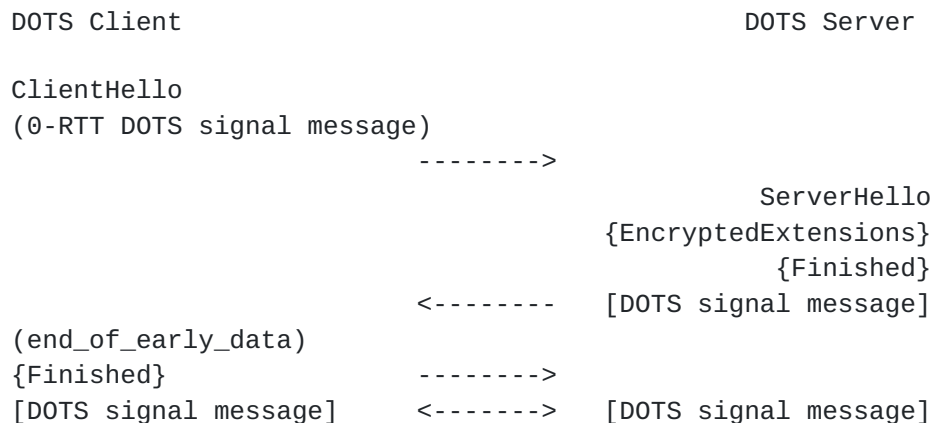 DOTS Client DOTS Server
ClientHello
(0-RTT DOTS signal message)
-------->
ServerHello
{EncryptedExtensions}
{Finished}
<-------- [DOTS signal message]
(end_of_early_data)
{Finished} -------->
[DOTS signal message] <-------> [DOTS signal message]